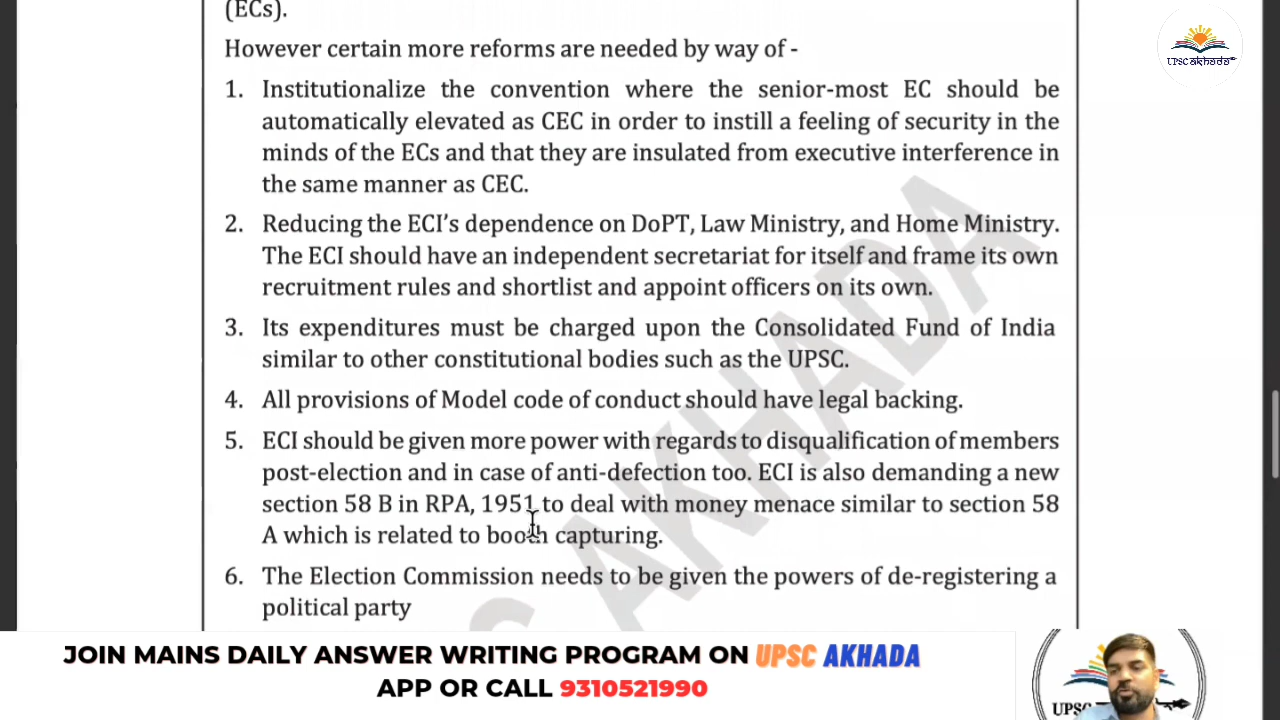 (ECs).
UPSC akhada
However certain more reforms are needed by way of -
1. Institutionalize the convention where the senior-most EC should be
automatically elevated as CEC in order to instill a feeling of security in the
minds of the ECs and that they are insulated from executive interference in
the same manner as CEC.
2. Reducing the ECI’s dependence on DoPT, Law Ministry, and Home Ministry.
The ECI should have an independent secretariat for itself and frame its own
recruitment rules and shortlist and appoint officers on its own.
3. Its expenditures must be charged upon the Consolidated Fund of India
similar to other constitutional bodies such as the UPSC.
4. All provisions of Model code of conduct should have legal backing.
5. ECI should be given more power with regards to disqualification of members
post-election and in case of anti-defection too. ECI is also demanding a new
section 58 B in RPA, 1951 to deal with money menace similar to section 58
A which is related to booth capturing.
6. The Election Commission needs to be given the powers of de-registering a
political party
S AKHADA
JOIN MAINS DAILY ANSWER WRITING PROGRAM ON UPSC AKHADA
APP OR CALL 9310521990
UPSC